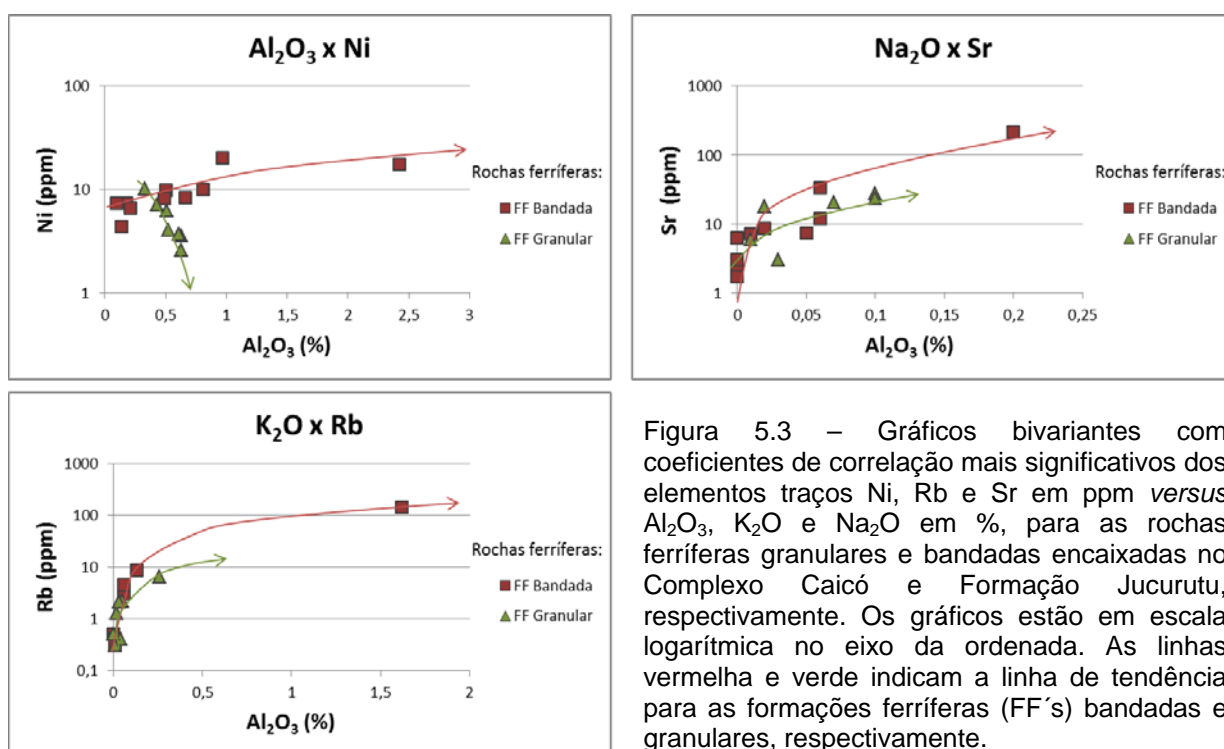 Al₂O₃ x Ni
100
10
1
Ni (ppm)
0 0,5 1 1,5 2 2,5 3
Al₂O₃ (%)
Rochas ferríferas:
FF Bandada
FF Granular
Na₂O x Sr
1000
100
10
1
Sr (ppm)
0 0,05 0,1 0,15 0,2 0,25
Al₂O₃ (%)
Rochas ferríferas:
FF Bandada
FF Granular
K₂O x Rb
1000
100
10
1
0,1
Rb (ppm)
0 0,5 1 1,5 2
Al₂O₃ (%)
Rochas ferríferas:
FF Bandada
FF Granular
Figura 5.3 – Gráficos bivariantes com
coeficientes de correlação mais significativos dos
elementos traços Ni, Rb e Sr em ppm versus
Al₂O₃, K₂O e Na₂O em %, para as rochas
ferríferas granulares e bandadas encaixadas no
Complexo Caicó e Formação Jucurutu,
respectivamente. Os gráficos estão em escala
logarítmica no eixo da ordenada. As linhas
vermelha e verde indicam a linha de tendência
para as formações ferríferas (FF´s) bandadas e
granulares, respectivamente.